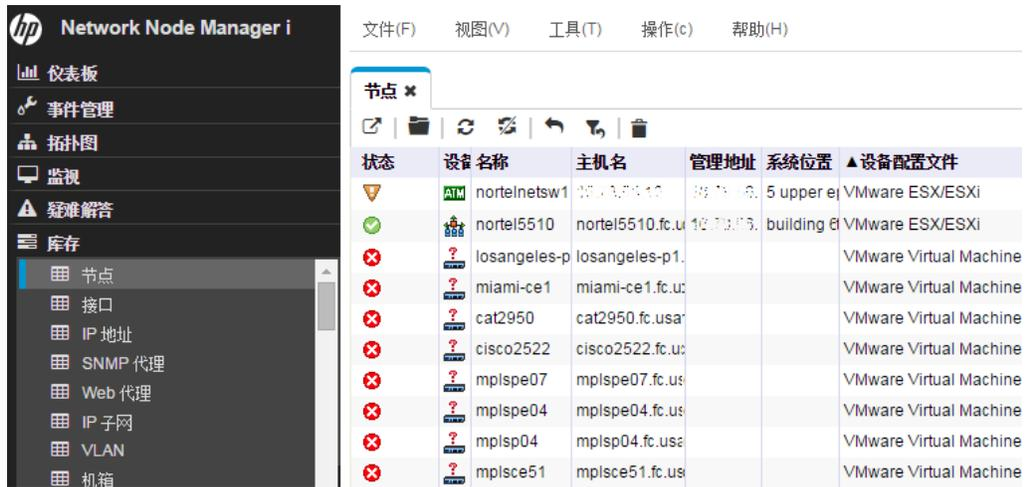 hp Network Node Manager i
文件(F) 视图(V) 工具(T) 操作(c) 帮助(H)
仪表板
事件管理
拓扑图
监视
疑难解答
库存
节点
接口
IP 地址
SNMP 代理
Web 代理
IP 子网
VLAN
机箱
节点
状态 设备 名称 主机名 管理地址 系统位置 ▲设备配置文件
ATM nortelnetsw1 5 upper VMware ESX/ESXi
nortel5510 nortel5510.fc.u building VMware ESX/ESXi
losangeles-p losangeles-p1. VMware Virtual Machine
miami-ce1 miami-ce1.fc.u VMware Virtual Machine
cat2950 cat2950.fc.usa VMware Virtual Machine
cisco2522 cisco2522.fc.u VMware Virtual Machine
mplspe07 mplspe07.fc.us VMware Virtual Machine
mplspe04 mplspe04.fc.us VMware Virtual Machine
mplsp04 mplsp04.fc.usa VMware Virtual Machine
mplsce51 mplsce51.fc.us VMware Virtual Machine